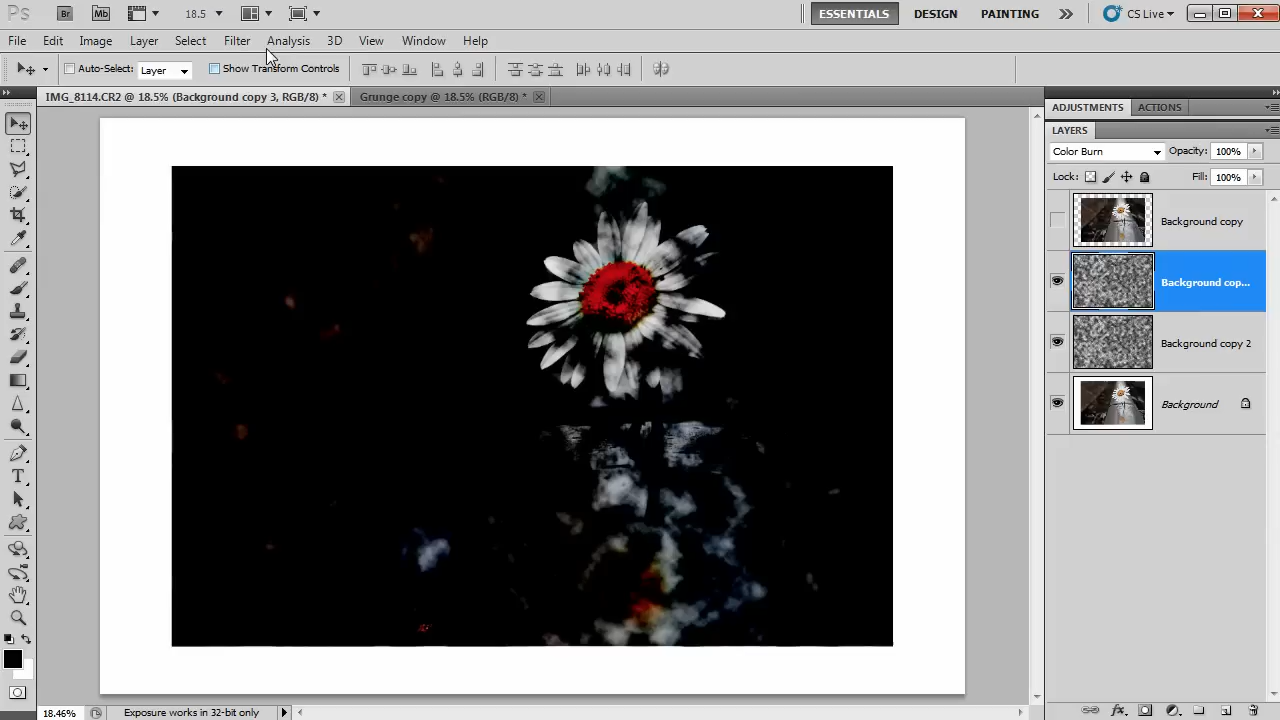 Ps Br Mb 18.5 ESSENTIALS DESIGN PAINTING CS Live
File Edit Image Layer Select Filter Analysis 3D View Window Help
Auto-Select: Layer Show Transform Controls
IMG_8114.CR2 @ 18.5% (Background copy 3, RGB/8) * Grunge copy @ 18.5% (RGB/8) *
ADJUSTMENTS ACTIONS
LAYERS
Color Burn Opacity: 100%
Lock: Fill: 100%
Background copy
Background cop...
Background copy 2
Background
T
18.46% Exposure works in 32-bit only
fx